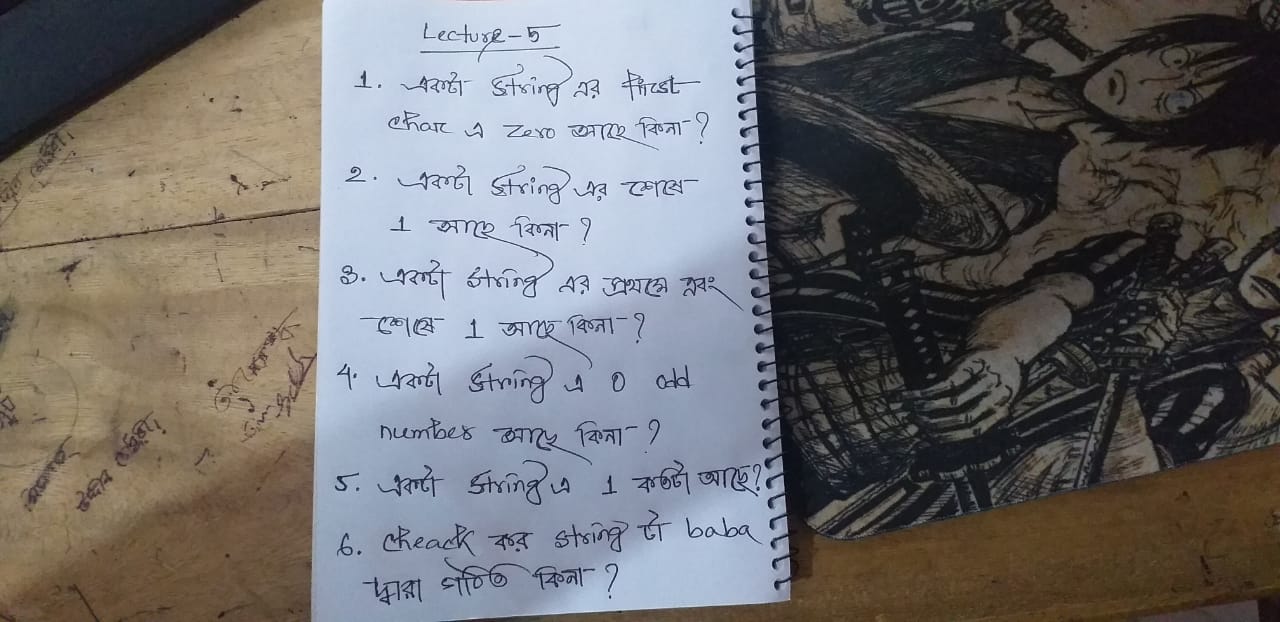 Lecture-5
1. একটা string এর first
char এ zero আছে কিনা-?
2. একটা string এর শেষে
1 আছে কিনা-?
3. একটা string এর প্রথমে এবং
শেষে 1 আছে কিনা-?
4. একটা string এ 0 odd
number আছে কিনা-?
5. একটা string এ 1 কতটা আছে?
6. cheack কর string টা baba
দ্বারা গঠিত কিনা-?